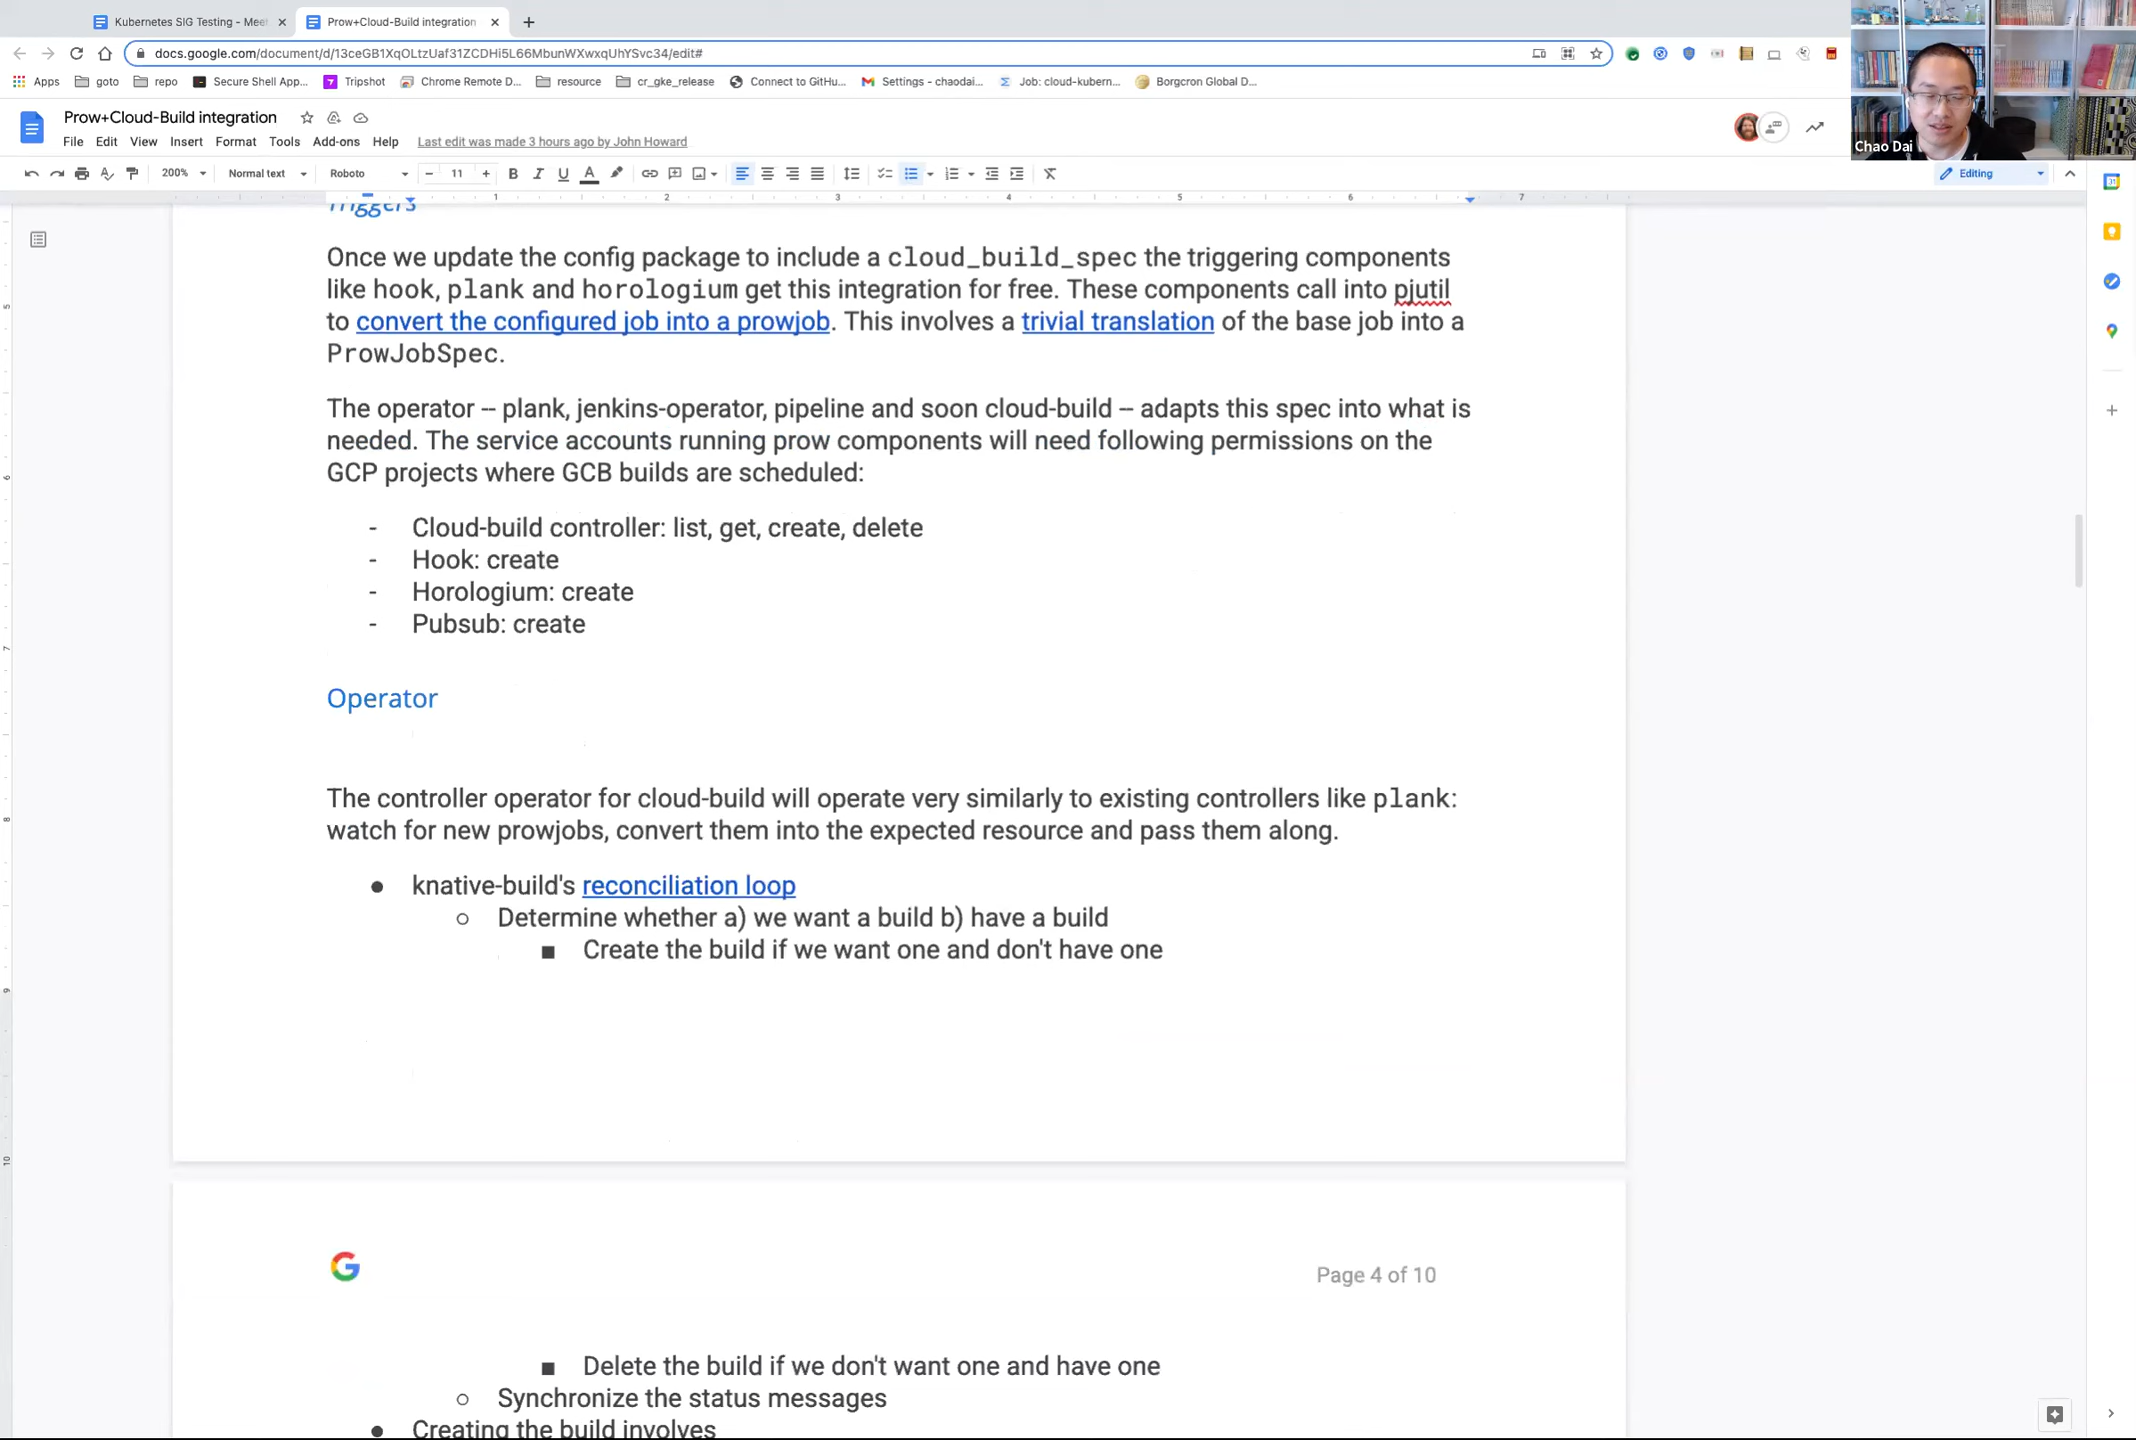 Kubernetes SIG Testing - Meet
Prow+Cloud-Build integration
docs.google.com/document/d/13ceGB1XqOLtzUaf31ZCDHi5L66MbunWXwxqUhYSvc34/edit#
Apps
goto
repo
Secure Shell App...
Tripshot
Chrome Remote D...
resource
cr_gke_release
Connect to GitHu...
Settings - chaodai...
Job: cloud-kubern...
Borgcron Global D...
Chao Dai
Prow+Cloud-Build integration
File Edit View Insert Format Tools Add-ons Help Last edit was made 3 hours ago by John Howard
200% Normal text Roboto 11 Editing
1 2 3 4 5 6 7
Triggers
Once we update the config package to include a cloud_build_spec the triggering components
like hook, plank and horologium get this integration for free. These components call into pjutil
to convert the configured job into a prowjob. This involves a trivial translation of the base job into a
ProwJobSpec.
The operator -- plank, jenkins-operator, pipeline and soon cloud-build -- adapts this spec into what is
needed. The service accounts running prow components will need following permissions on the
GCP projects where GCB builds are scheduled:
- Cloud-build controller: list, get, create, delete
- Hook: create
- Horologium: create
- Pubsub: create
Operator
The controller operator for cloud-build will operate very similarly to existing controllers like plank:
watch for new prowjobs, convert them into the expected resource and pass them along.
● knative-build's reconciliation loop
○ Determine whether a) we want a build b) have a build
■ Create the build if we want one and don't have one
Page 4 of 10
■ Delete the build if we don't want one and have one
○ Synchronize the status messages
● Creating the build involves